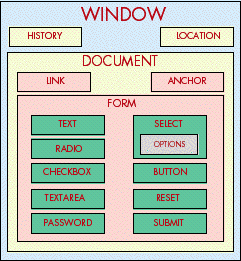 WINDOW
HISTORY
LOCATION
DOCUMENT
LINK
ANCHOR
FORM
TEXT
SELECT
RADIO
OPTIONS
CHECKBOX
BUTTON
TEXTAREA
RESET
PASSWORD
SUBMIT